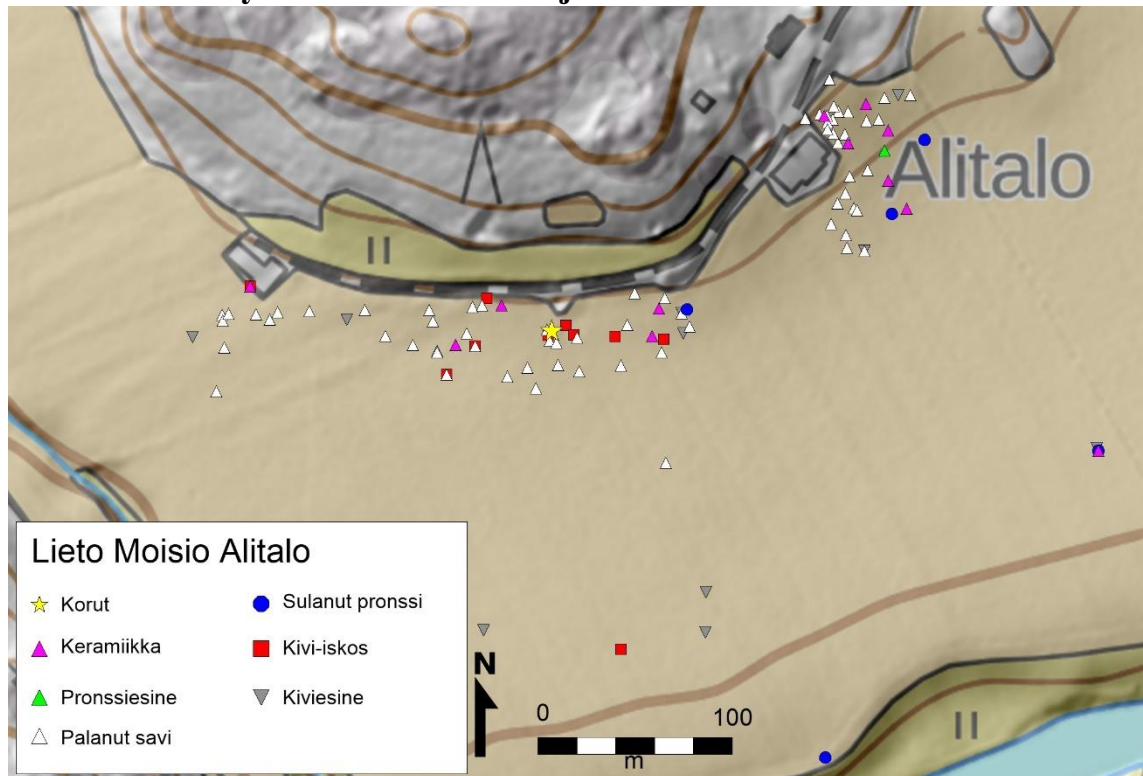 Alitalo
II
Lieto Moisio Alitalo
Korut
Sulanut pronssi
Keramiikka
Kivi-iskos
Pronssiesine
Kiviesine
Palanut savi
N
0 100
m
II